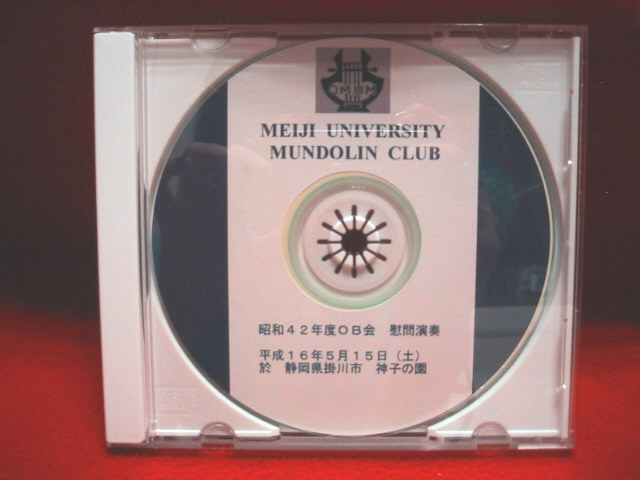 MEIJI UNIVERSITY
MUNDOLIN CLUB
昭和42年度OB会 慰問演奏
平成16年5月15日(土)
於 静岡県掛川市 神子の園